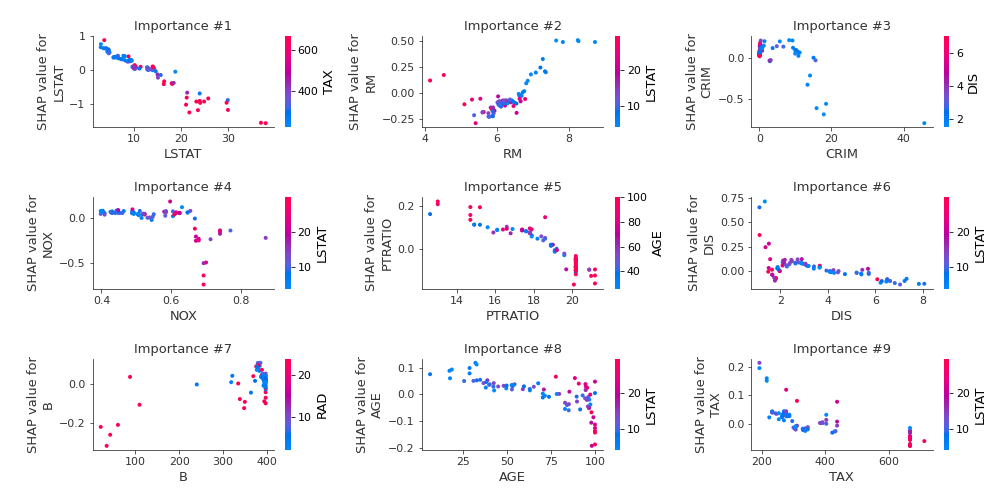 Importance #1
SHAP value for
LSTAT
1
0
−1
10
20
30
LSTAT
600
400
TAX
Importance #2
SHAP value for
RM
0.50
0.25
0.00
−0.25
4
6
8
RM
20
10
LSTAT
Importance #3
SHAP value for
CRIM
0.0
−0.5
0
20
40
CRIM
6
4
2
DIS
Importance #4
SHAP value for
NOX
0.0
−0.5
0.4
0.6
0.8
NOX
20
10
LSTAT
Importance #5
SHAP value for
PTRATIO
0.2
0.0
14
16
18
20
PTRATIO
100
80
60
40
AGE
Importance #6
SHAP value for
DIS
0.75
0.50
0.25
0.00
2
4
6
8
DIS
20
10
LSTAT
Importance #7
SHAP value for
B
0.0
−0.2
100
200
300
400
B
20
10
RAD
Importance #8
SHAP value for
AGE
0.1
0.0
−0.1
−0.2
25
50
75
100
AGE
20
10
LSTAT
Importance #9
SHAP value for
TAX
0.2
0.1
0.0
200
400
600
TAX
20
10
LSTAT